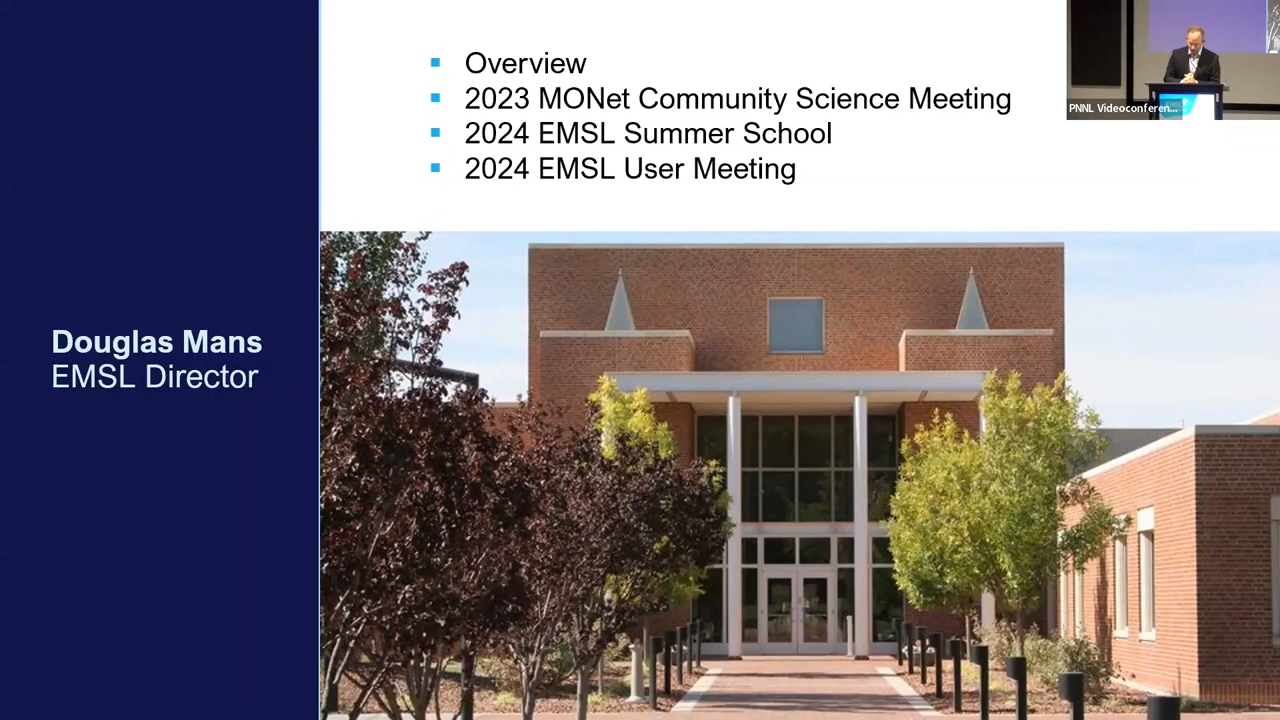 Overview
2023 MONet Community Science Meeting
2024 EMSL Summer School
2024 EMSL User Meeting
PNNL Videoconferen...
Douglas Mans
EMSL Director